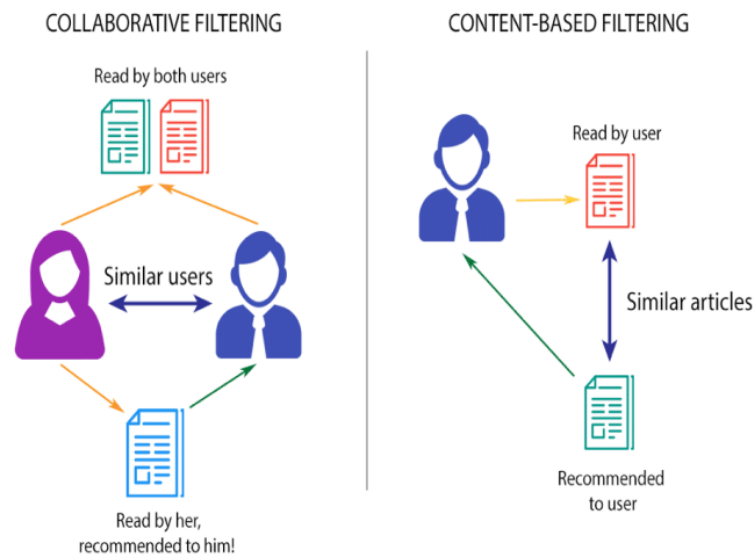 COLLABORATIVE FILTERING
Read by both users
Similar users
Read by her,
recommended to him!
CONTENT-BASED FILTERING
Read by user
Similar articles
Recommended
to user